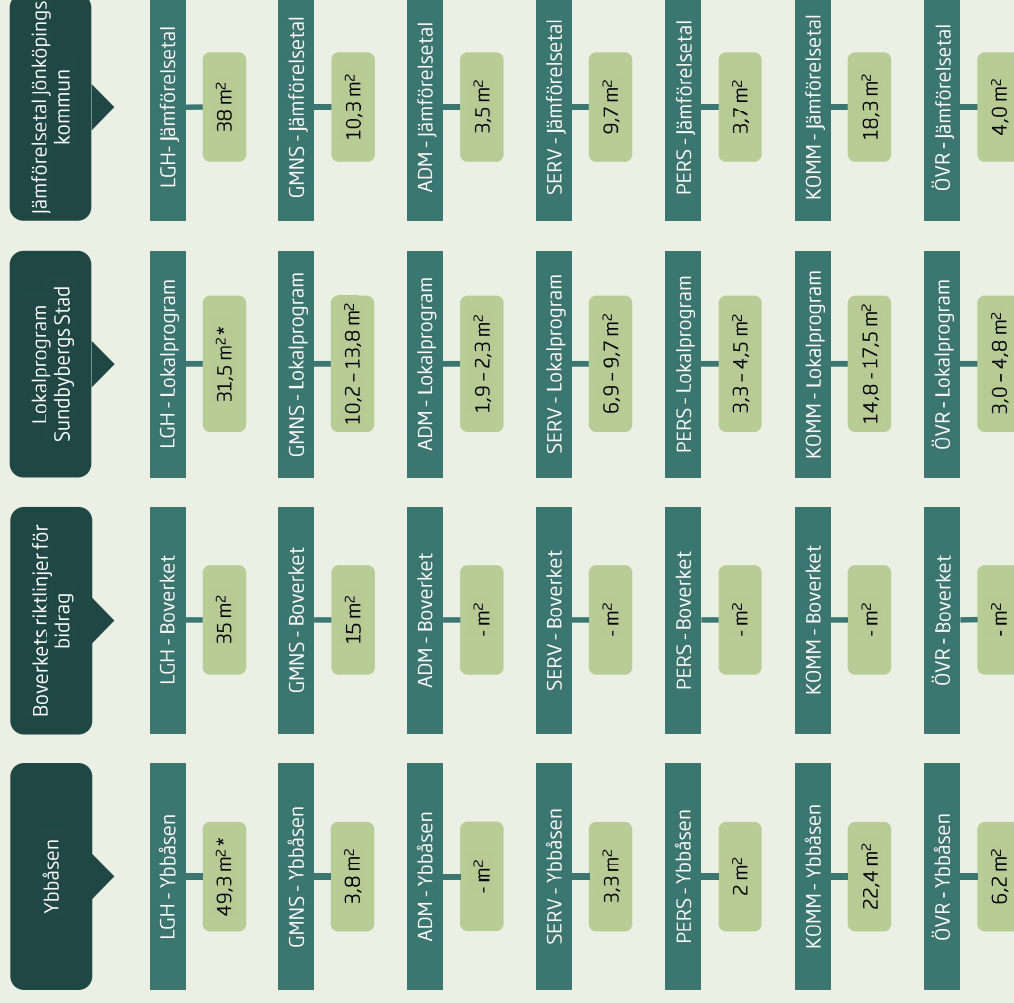 Ybbåsen
LGH - Ybbåsen
49,3 m²*
GMNS - Ybbåsen
3,8 m²
ADM - Ybbåsen
- m²
SERV - Ybbåsen
3,3 m²
PERS - Ybbåsen
2 m²
KOMM - Ybbåsen
22,4 m²
ÖVR - Ybbåsen
6,2 m²
Boverkets riktlinjer för
bidrag
LGH - Boverket
35 m²
GMNS - Boverket
15 m²
ADM - Boverket
- m²
SERV - Boverket
- m²
PERS - Boverket
- m²
KOMM - Boverket
- m²
ÖVR - Boverket
- m²
Lokalprogram
Sundbybergs Stad
LGH - Lokalprogram
31,5 m²*
GMNS - Lokalprogram
10,2 – 13,8 m²
ADM - Lokalprogram
1,9 – 2,3 m²
SERV - Lokalprogram
6,9 – 9,7 m²
PERS - Lokalprogram
3,3 – 4,5 m²
KOMM - Lokalprogram
14,8 - 17,5 m²
ÖVR - Lokalprogram
3,0 – 4,8 m²
Jämförelsetal Jönköpings
kommun
LGH - Jämförelsetal
38 m²
GMNS - Jämförelsetal
10,3 m²
ADM - Jämförelsetal
3,5 m²
SERV - Jämförelsetal
9,7 m²
PERS - Jämförelsetal
3,7 m²
KOMM - Jämförelsetal
18,3 m²
ÖVR - Jämförelsetal
4,0 m²